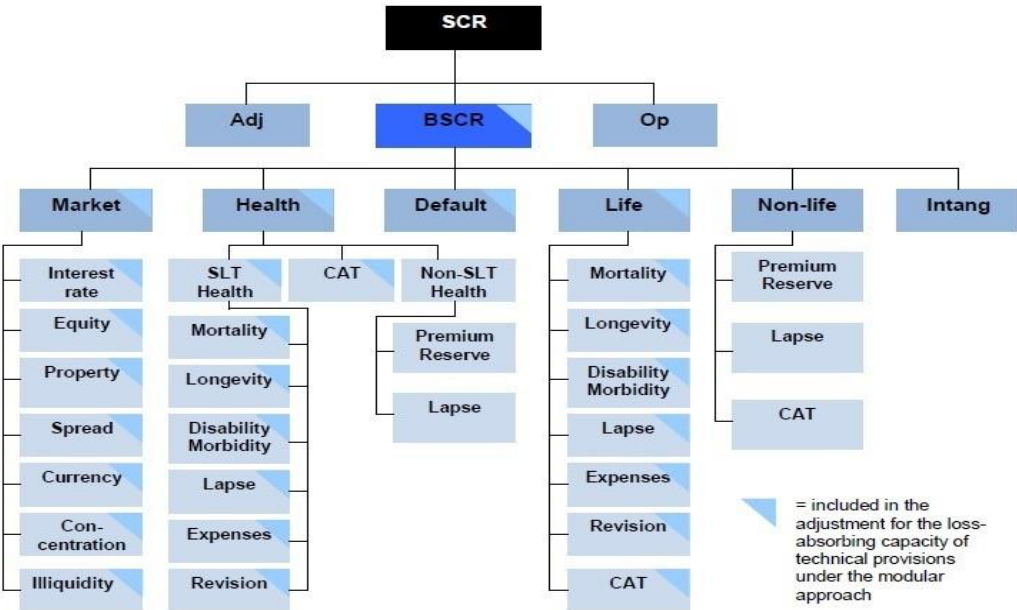 SCR
Adj
BSCR
Op
Market
Health
Default
Life
Non-life
Intang
Interest
rate
Equity
Property
Spread
Currency
Con-
centration
Illiquidity
SLT
Health
CAT
Non-SLT
Health
Mortality
Longevity
Disability
Morbidity
Lapse
Expenses
Revision
Premium
Reserve
Lapse
Mortality
Longevity
Disability
Morbidity
Lapse
Expenses
Revision
CAT
Premium
Reserve
Lapse
CAT
= included in the
adjustment for the loss-
absorbing capacity of
technical provisions
under the modular
approach